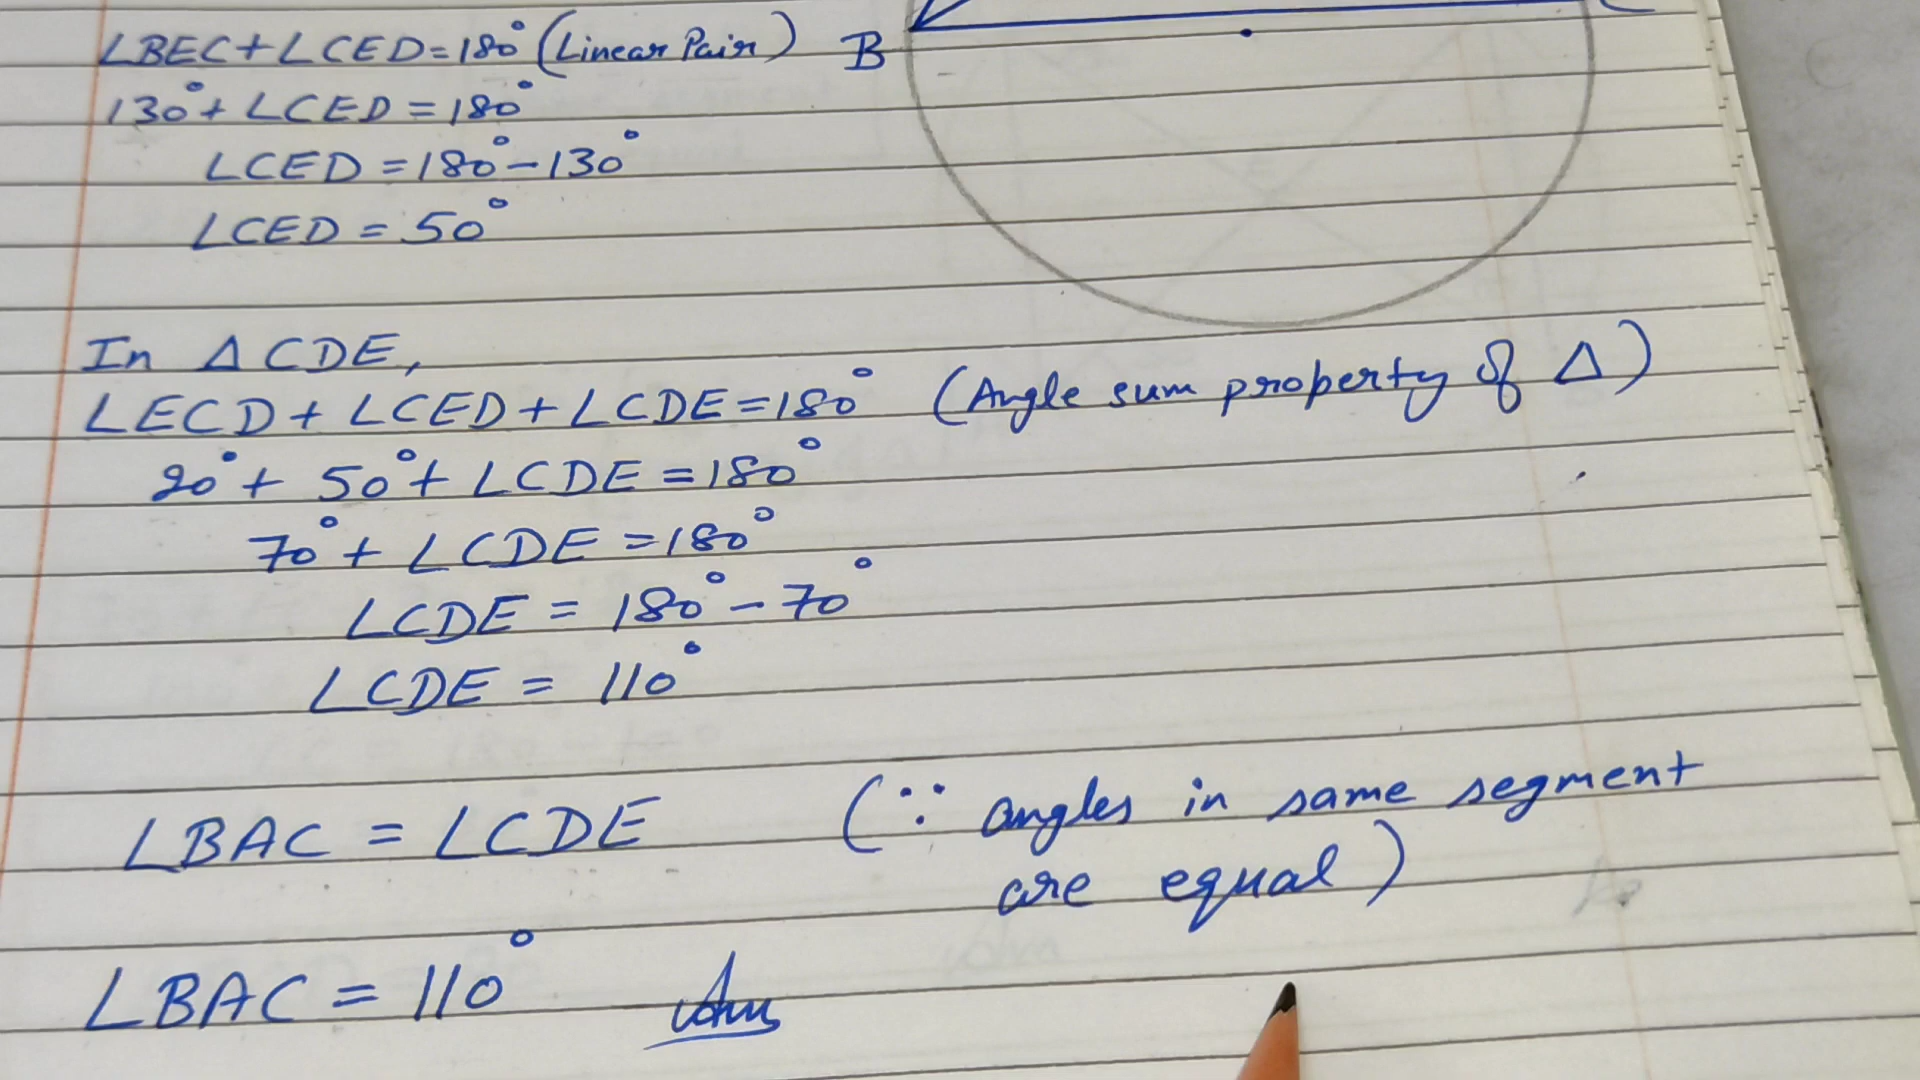 ∠BEC+∠CED=180° (Linear Pair)
B
130°+∠CED=180°
∠CED=180°-130°
∠CED=50°
In ΔCDE,
∠ECD+∠CED+∠CDE=180° (Angle sum property of Δ)
20°+50°+∠CDE=180°
70°+∠CDE=180°
∠CDE=180°-70°
∠CDE=110°
∠BAC=∠CDE (∵ angles in same segment
are equal)
∠BAC=110° Ans